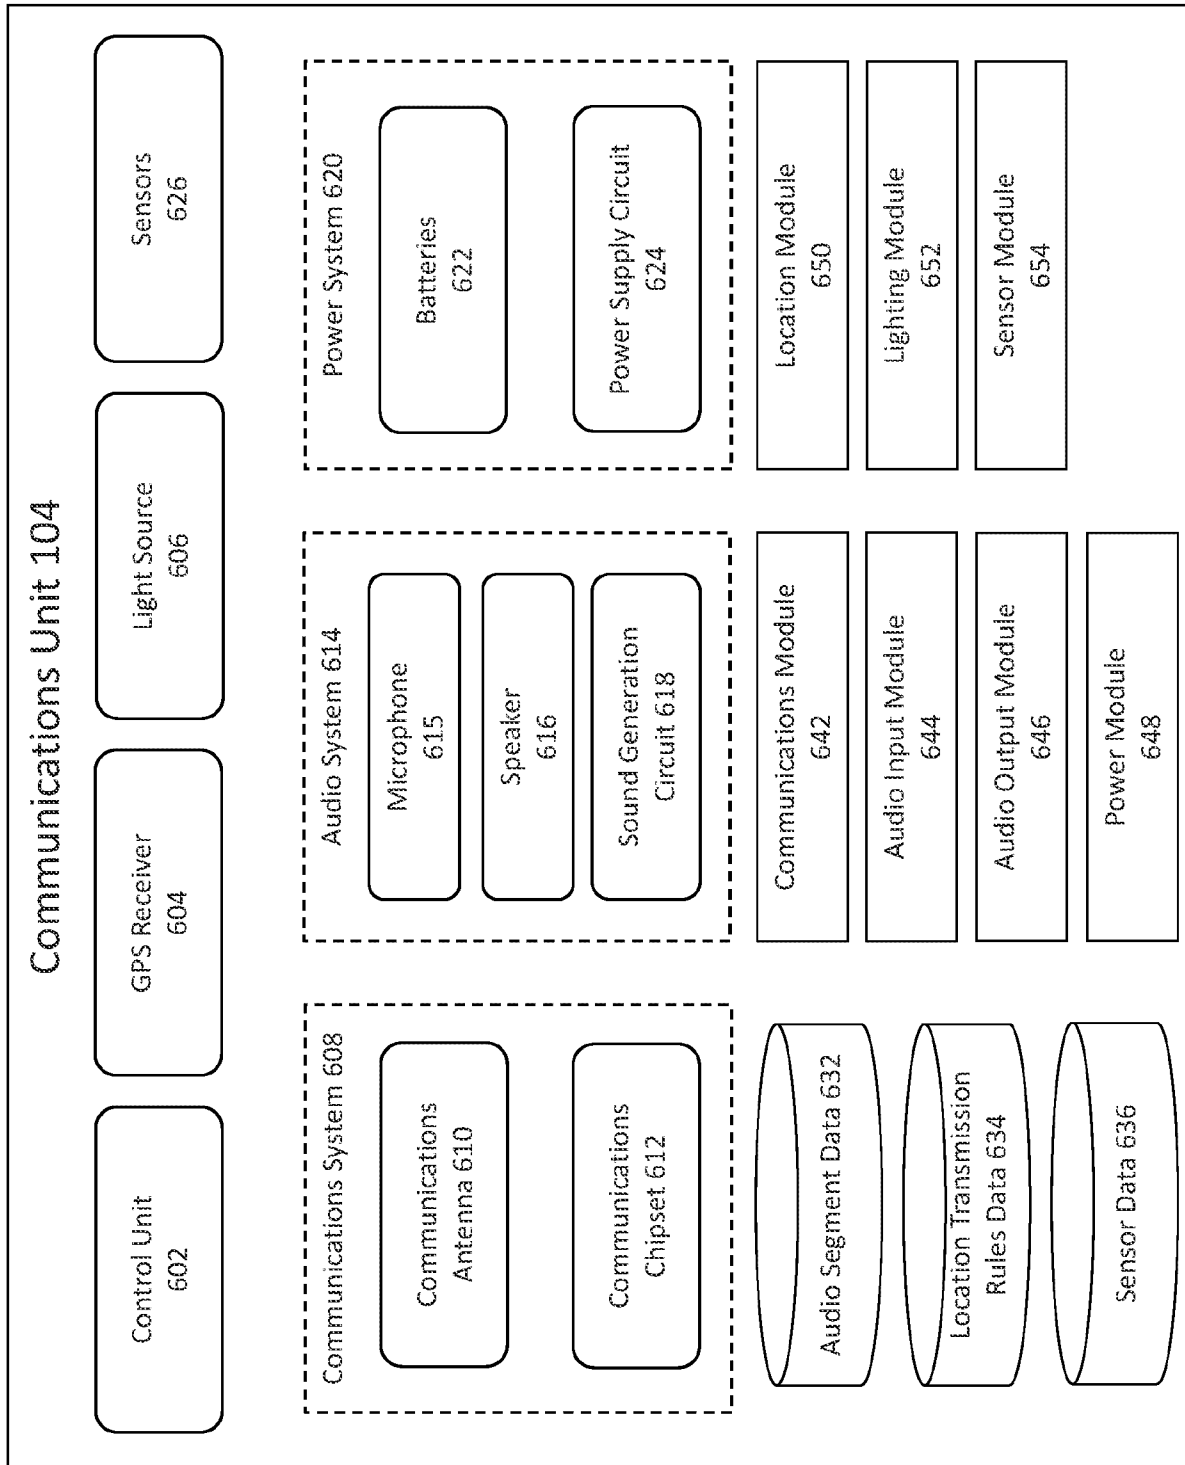 Communications Unit 104
Control Unit
602
GPS Receiver
604
Light Source
606
Sensors
626
Communications System 608
Communications
Antenna 610
Communications
Chipset 612
Audio System 614
Microphone
615
Speaker
616
Sound Generation
Circuit 618
Power System 620
Batteries
622
Power Supply Circuit
624
Audio Segment Data 632
Location Transmission
Rules Data 634
Sensor Data 636
Communications Module
642
Audio Input Module
644
Audio Output Module
646
Power Module
648
Location Module
650
Lighting Module
652
Sensor Module
654